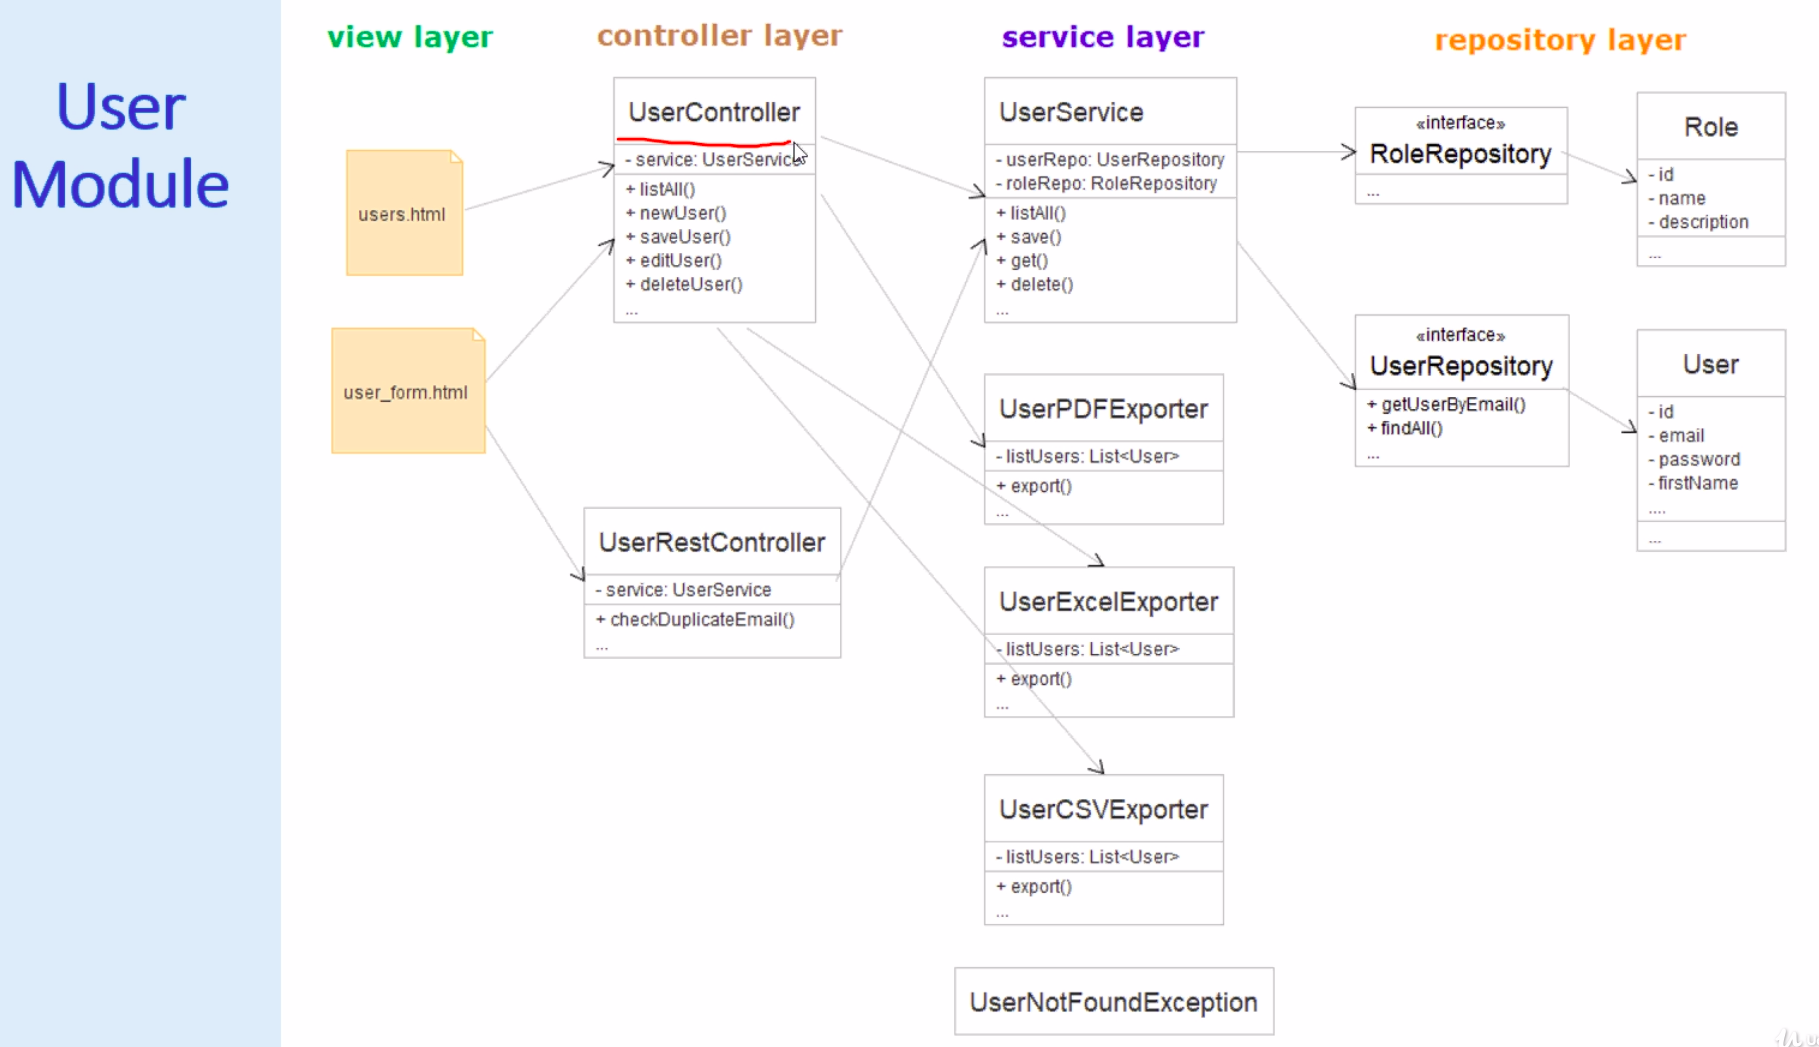 User
Module
view layer
controller layer
service layer
repository layer
users.html
user_form.html
UserController
- service: UserService
+ listAll()
+ newUser()
+ saveUser()
+ editUser()
+ deleteUser()
...
UserRestController
- service: UserService
+ checkDuplicateEmail()
...
UserService
- userRepo: UserRepository
- roleRepo: RoleRepository
+ listAll()
+ save()
+ get()
+ delete()
...
UserPDFExporter
- listUsers: List<User>
+ export()
...
UserExcelExporter
- listUsers: List<User>
+ export()
...
UserCSVExporter
- listUsers: List<User>
+ export()
...
UserNotFoundException
«interface»
RoleRepository
...
«interface»
UserRepository
+ getUserByEmail()
+ findAll()
...
Role
- id
- name
- description
...
User
- id
- email
- password
- firstName
....
...